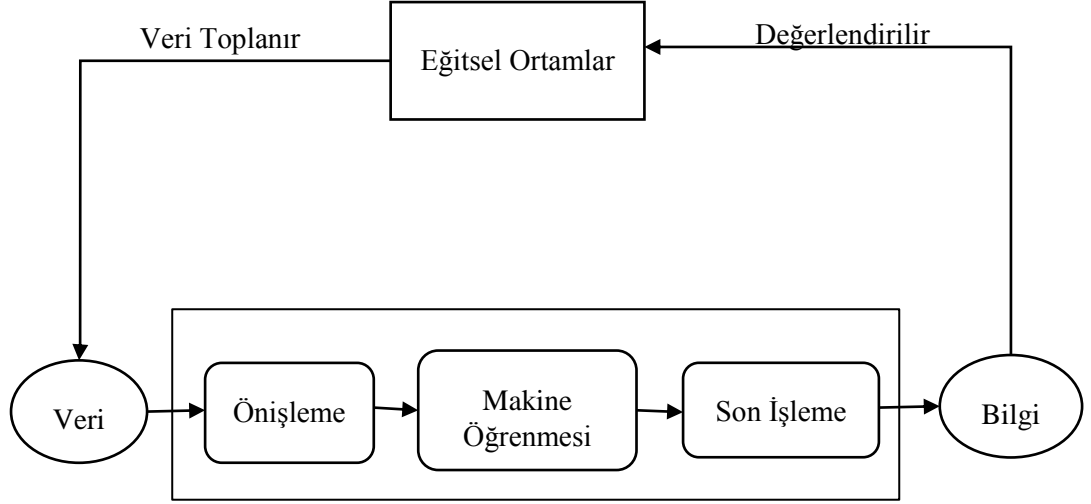 Veri Toplanır
Eğitsel Ortamlar
Değerlendirilir
Veri
Önişleme
Makine
Öğrenmesi
Son İşleme
Bilgi